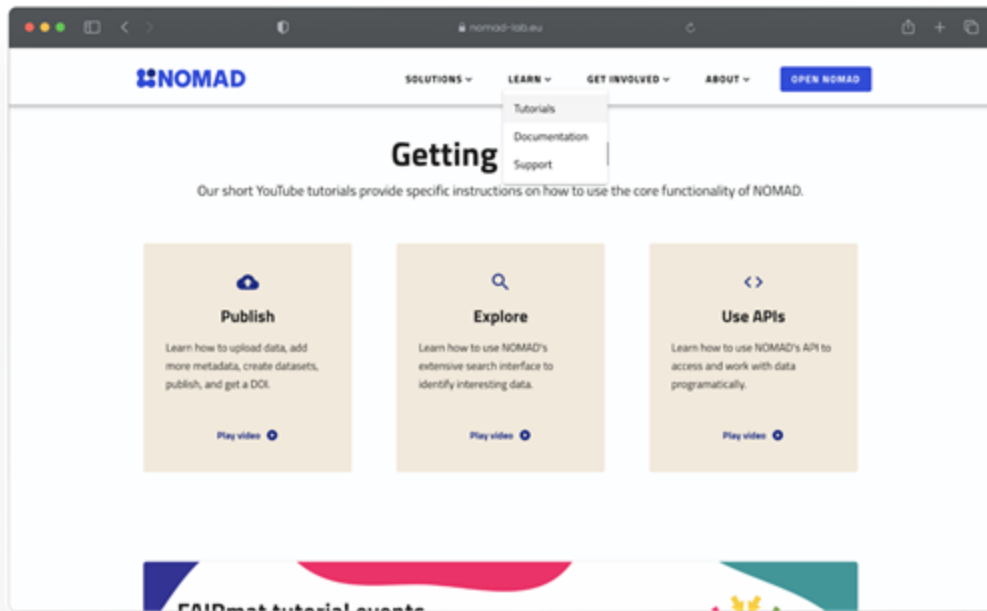 nomad-lab.eu
NOMAD
SOLUTIONS
LEARN
GET INVOLVED
ABOUT
OPEN NOMAD
Tutorials
Documentation
Support
Getting
Our short YouTube tutorials provide specific instructions on how to use the core functionality of NOMAD.
Publish
Learn how to upload data, add
more metadata, create datasets,
publish, and get a DOI.
Play video
Explore
Learn how to use NOMAD's
extensive search interface to
identify interesting data.
Play video
Use APIs
Learn how to use NOMAD's API to
access and work with data
programatically.
Play video
FAIRmat tutorial events